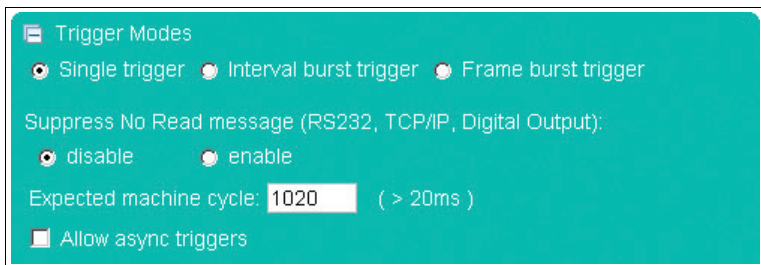 Trigger Modes
Single trigger Interval burst trigger Frame burst trigger
Suppress No Read message (RS232, TCP/IP, Digital Output):
disable enable
Expected machine cycle: 1020 ( > 20ms )
Allow async triggers